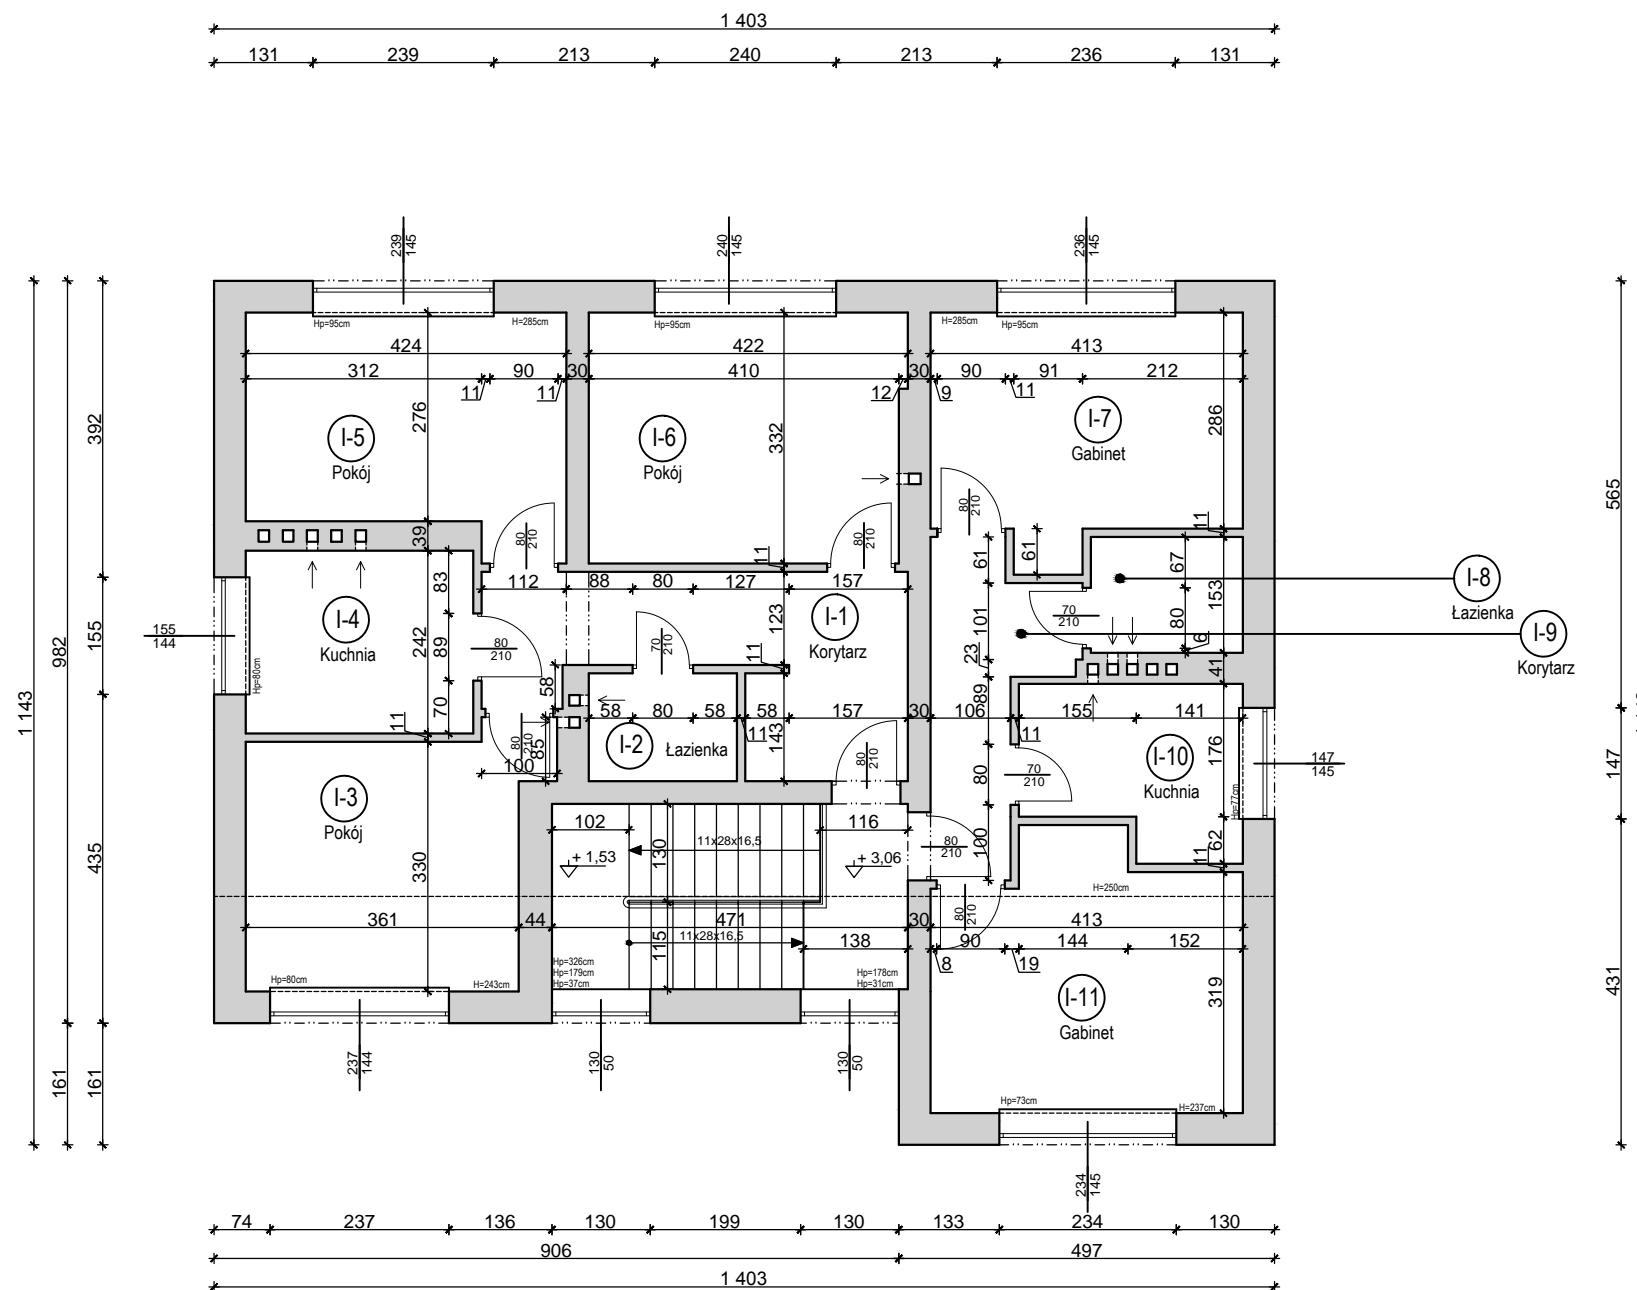 1 403
131 239 213 240 213 236 131
239
145
240
145
236
145
Hp=95cm H=285cm Hp=95cm H=285cm Hp=95cm
424 422 413
312 11 90 11 30 410 12 30 9 90 11 91 212
276 332 286
I-5
Pokój
I-6
Pokój
I-7
Gabinet
80
210
80
210
80
210
39 11 61 61 11 67 153
I-8
Łazienka
112 88 80 127 157
83 242 89 70 11
I-4
Kuchnia
80
210
70
210
123 11
I-1
Korytarz
101 23 89
70
210
80 6 41
I-9
Korytarz
155
144
Hp=80cm
58
58 80 58 11 58 157 30 106 11 155 141
143
I-2
Łazienka
80
210
85
100
80
210
80
70
210
I-10
Kuchnia
176
Hp=77cm
147
145
I-3
Pokój
330
102 130 11x28x16,5 116
+ 1,53 + 3,06
80
210
100
11 62
H=250cm
361 44 471 30 413
115 11x28x16,5 138
80
210
8 90 19 144 152
319
Hp=80cm H=243cm
Hp=326cm
Hp=179cm
Hp=37cm
Hp=178cm
Hp=31cm
I-11
Gabinet
Hp=73cm H=237cm
237
144
130
50
130
50
234
145
1 143
982 161
392 155 435 161
565 147 431
74 237 136 130 199 130 133 234 130
906 497
1 403